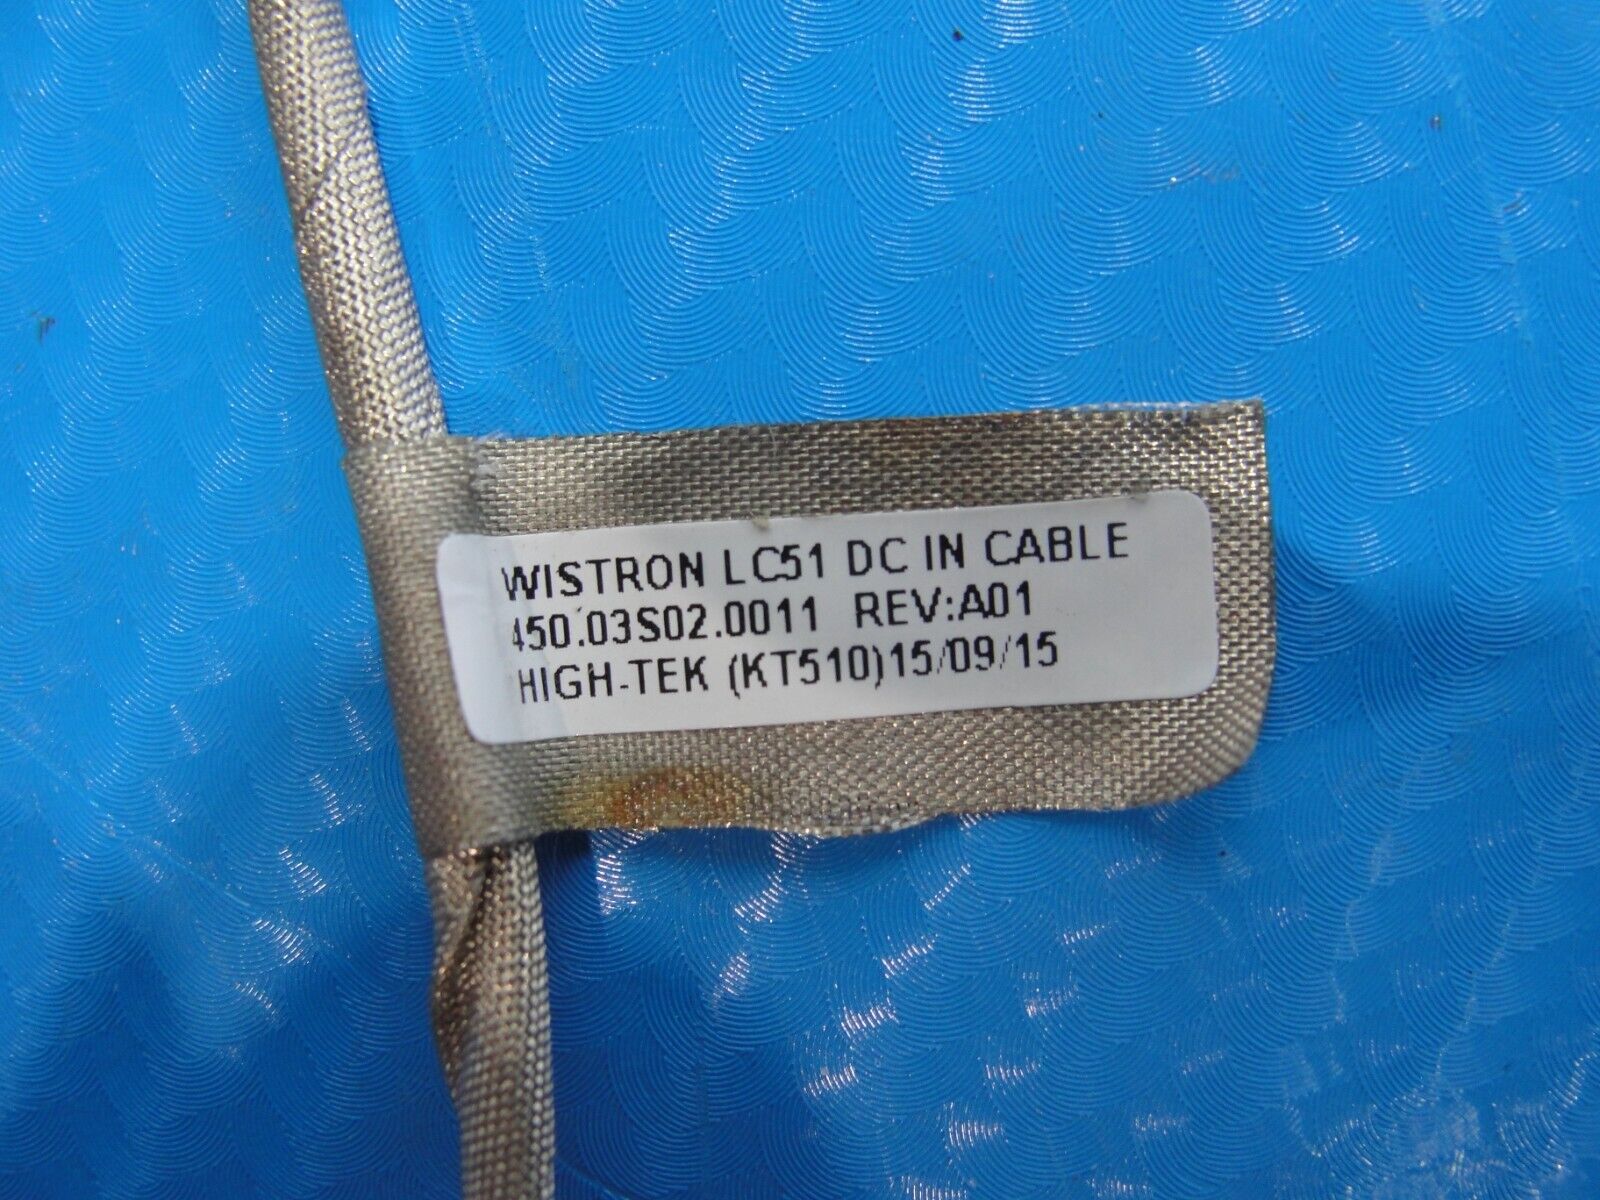 WISTRON LC51 DC IN CABLE
450.03S02.0011 REV:A01
HIGH-TEK (KT510)15/09/15